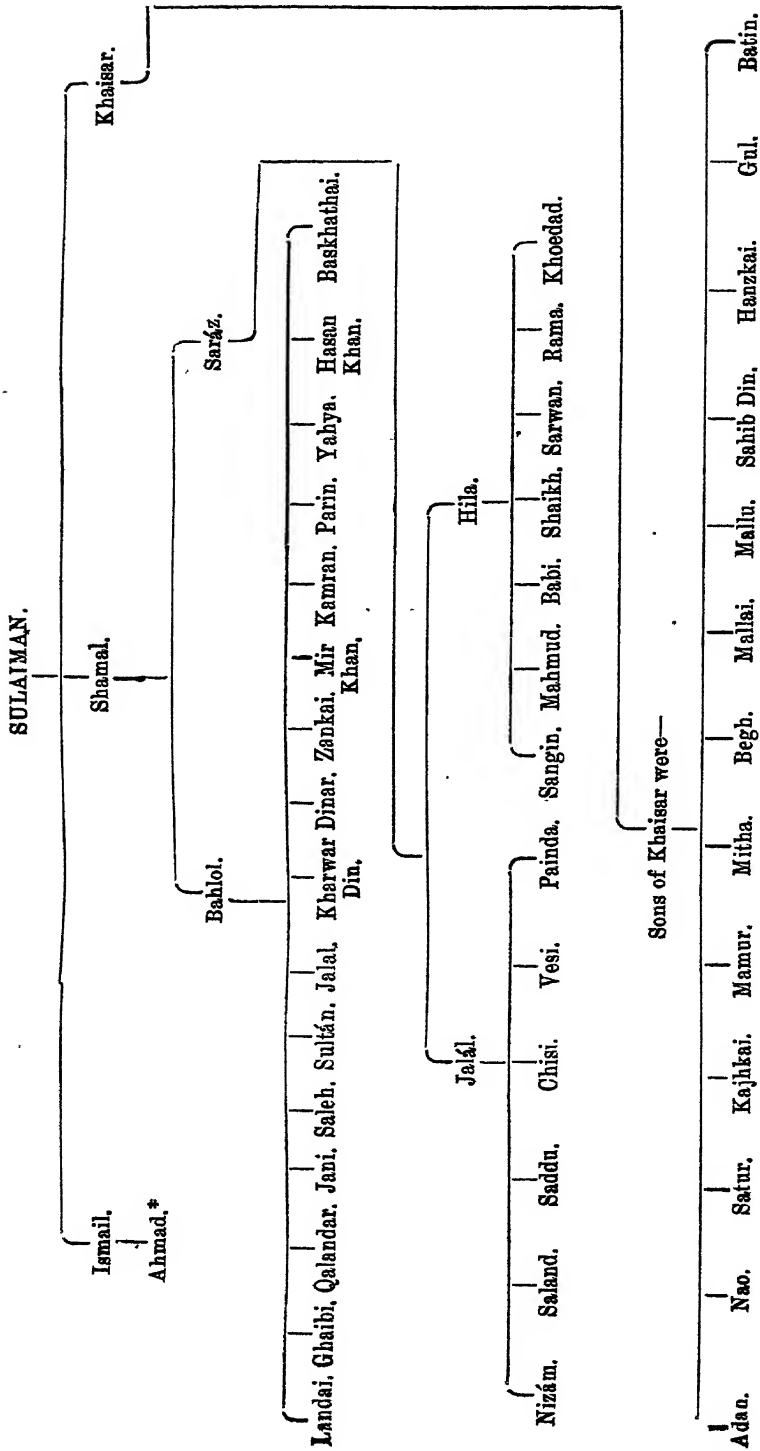 SULAIMAN.
Ismail. Shamal. Khaisar.
Ahmad.*
Bahlol. Saráz.
Landai. Ghaibi. Qalandar. Jani. Saleh. Sultán. Jalal. Kharwar Din. Dinar. Zankai. Mir Khan. Kamran. Parin. Yahya. Hasan Khan. Baskhathai.
Jalál. Hila.
Nizám. Saland. Saddu. Chisi. Vesi. Painda. Sangin. Mahmud. Babi. Shaikh. Sarwan. Rama. Khoedad.
Sons of Khaisar were—
Adan. Nao. Satur. Kajhkai. Mamur. Mitha. Begh. Mallai. Mallu. Sahib Din. Hanzkai. Gul. Batin.